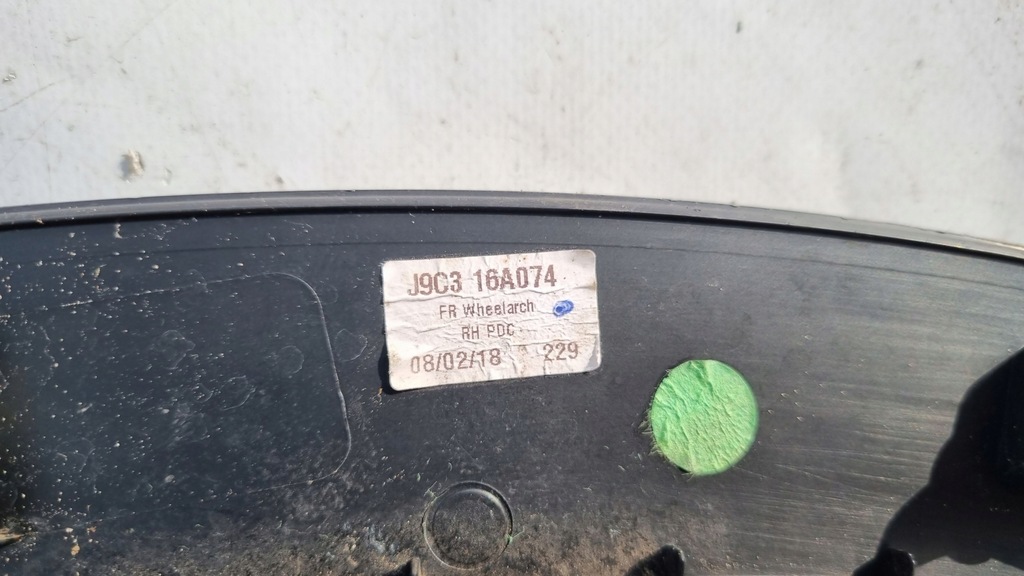 J9C3 16A074
FR Wheelarch
RH PDC
08/02/18 229